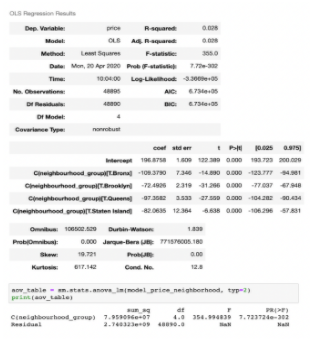 OLS Regression Results
Dep. Variable: price R-squared: 0.028
Model: OLS Adj. R-squared: 0.028
Method: Least Squares F-statistic: 355.0
Date: Mon, 20 Apr 2020 Prob (F-statistic): 7.72e-302
Time: 10:04:00 Log-Likelihood: -3.3669e+05
No. Observations: 48895 AIC: 6.734e+05
Df Residuals: 48890 BIC: 6.734e+05
Df Model: 4
Covariance Type: nonrobust
coef std err t P>|t| [0.025 0.975]
Intercept 196.8758 1.609 122.389 0.000 193.723 200.029
C(neighbourhood_group)[T.Bronx] -109.3790 7.346 -14.890 0.000 -123.777 -94.981
C(neighbourhood_group)[T.Brooklyn] -72.4926 2.319 -31.266 0.000 -77.037 -67.948
C(neighbourhood_group)[T.Queens] -97.3582 3.533 -27.559 0.000 -104.282 -90.434
C(neighbourhood_group)[T.Staten Island] -82.0635 12.364 -6.638 0.000 -106.296 -57.831
Omnibus: 106602.529 Durbin-Watson: 1.839
Prob(Omnibus): 0.000 Jarque-Bera (JB): 771576005.180
Skew: 19.721 Prob(JB): 0.00
Kurtosis: 617.142 Cond. No. 12.8
aov_table = sm.stats.anova_lm(model_price_neighborhood, typ=2)
print(aov_table)
sum_sq df F PR(>F)
C(neighbourhood_group) 7.959096e+07 4.0 354.994839 7.723724e-302
Residual 2.740323e+09 48890.0 NaN NaN